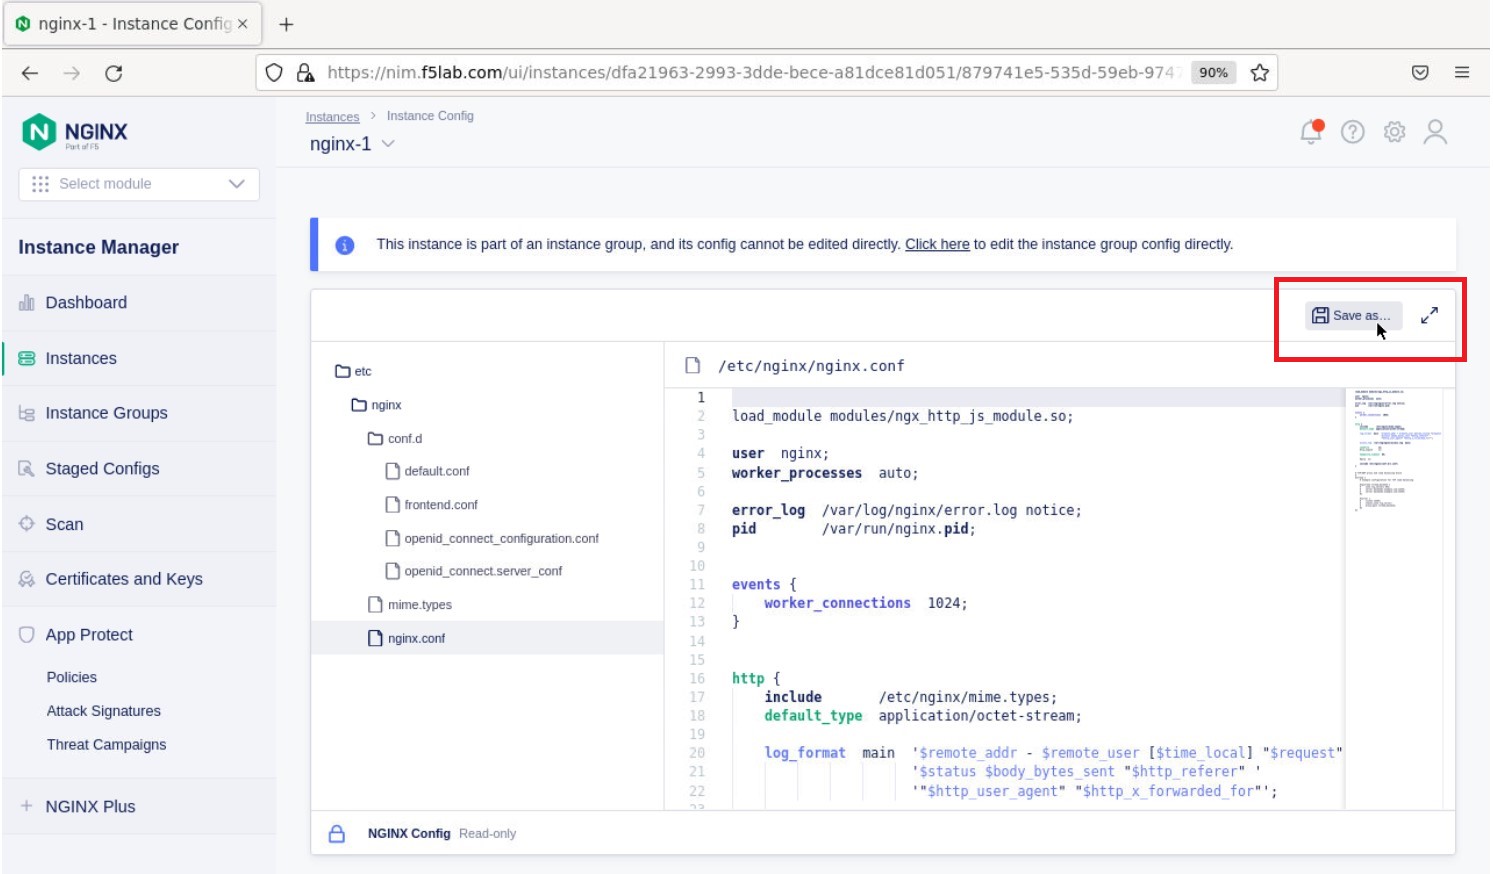 nginx-1 - Instance Config
https://nim.f5lab.com/ui/instances/dfa21963-2993-3dde-bece-a81dce81d051/879741e5-535d-59eb-974
90%
NGINX
Part of F5
Select module
Instance Manager
Dashboard
Instances
Instance Groups
Staged Configs
Scan
Certificates and Keys
App Protect
Policies
Attack Signatures
Threat Campaigns
NGINX Plus
Instances > Instance Config
nginx-1
This instance is part of an instance group, and its config cannot be edited directly. Click here to edit the instance group config directly.
Save as...
etc
nginx
conf.d
default.conf
frontend.conf
openid_connect_configuration.conf
openid_connect.server_conf
mime.types
nginx.conf
/etc/nginx/nginx.conf
1
2 load_module modules/ngx_http_js_module.so;
3
4 user  nginx;
5 worker_processes  auto;
6
7 error_log  /var/log/nginx/error.log notice;
8 pid        /var/run/nginx.pid;
9
10
11 events {
12     worker_connections  1024;
13 }
14
15
16 http {
17     include       /etc/nginx/mime.types;
18     default_type  application/octet-stream;
19
20     log_format  main  '$remote_addr - $remote_user [$time_local] "$request"
21                       '$status $body_bytes_sent "$http_referer" '
22                       '"$http_user_agent" "$http_x_forwarded_for"';
23
NGINX Config Read-only